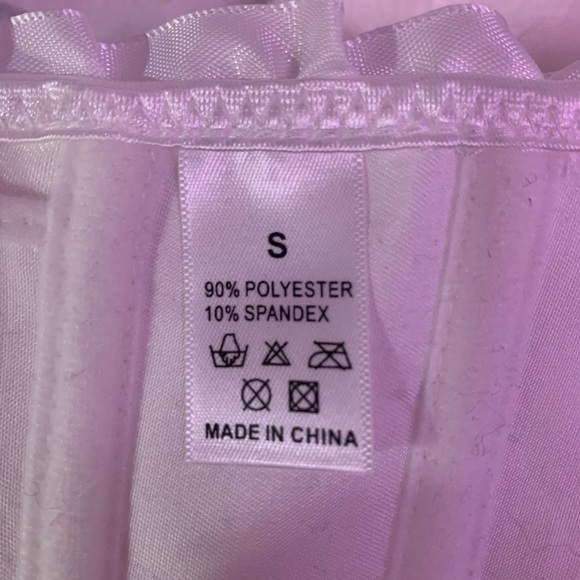 S
90% POLYESTER
10% SPANDEX
MADE IN CHINA